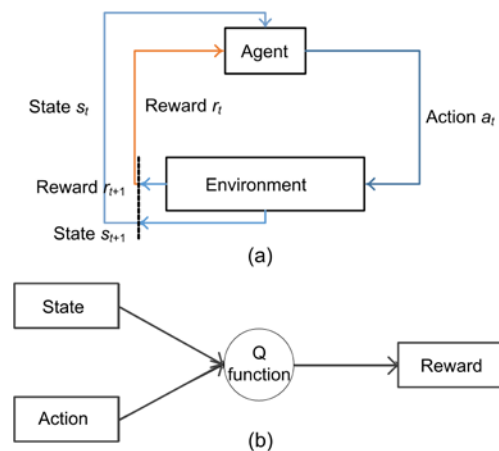 Agent
State sₜ
Reward rₜ
Action aₜ
Reward rₜ₊₁
Environment
State sₜ₊₁
(a)
State
Q
function
Reward
Action
(b)